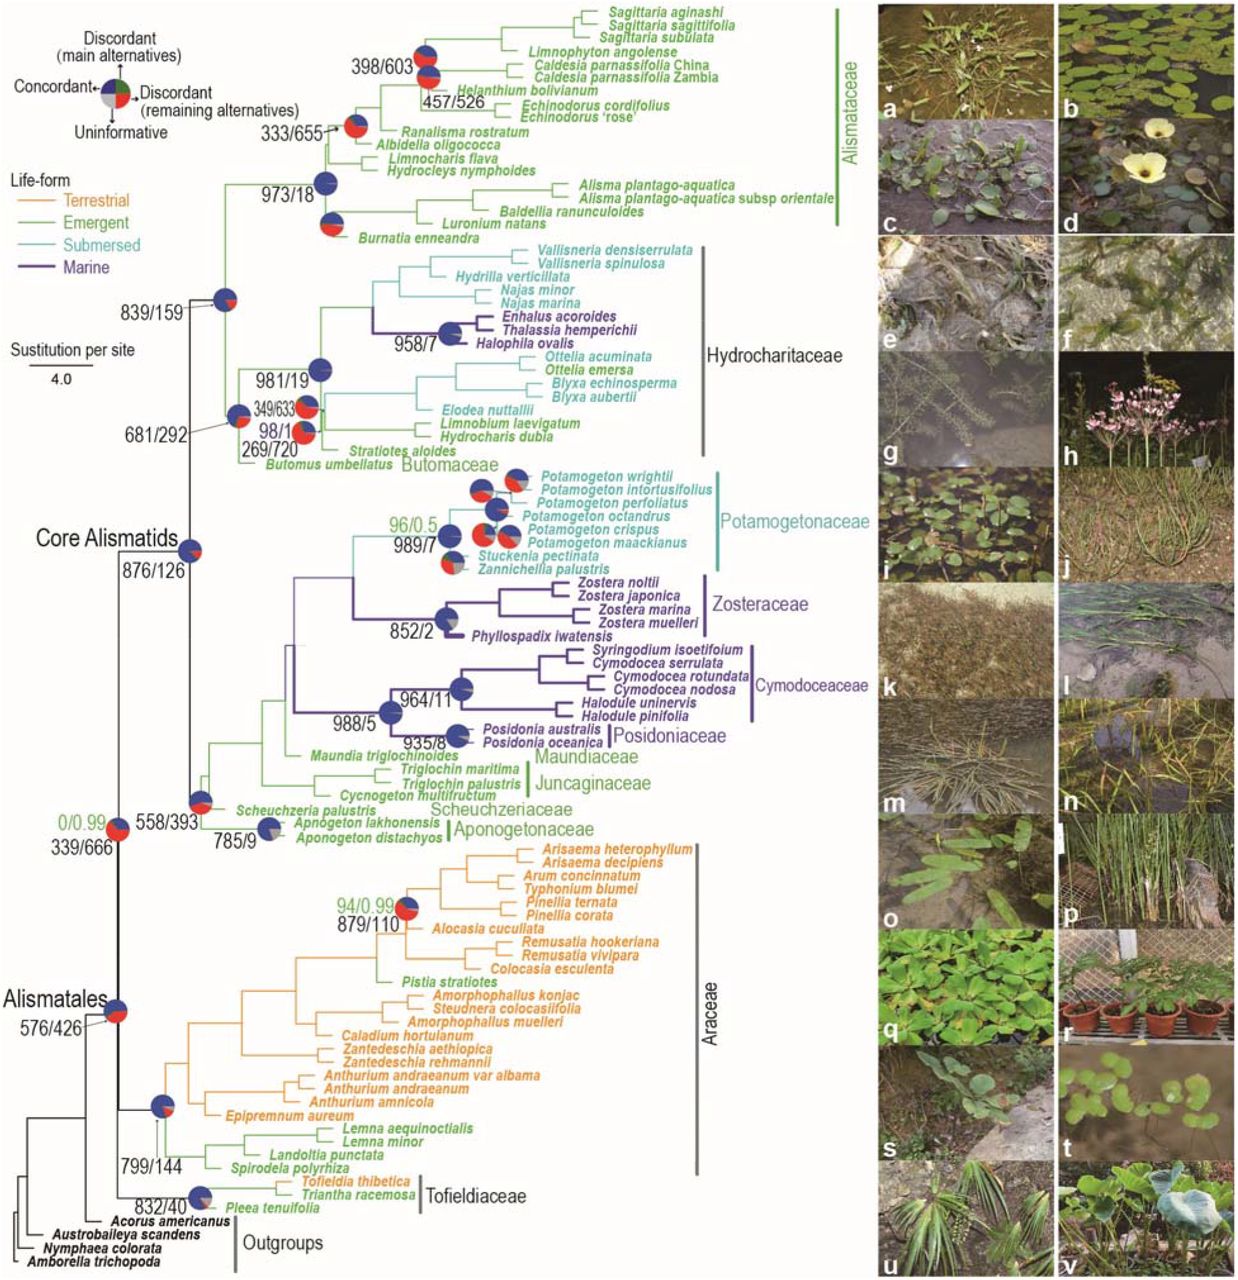 Discordant
(main alternatives)
Concordant
Discordant
(remaining alternatives)
Uninformative
Life-form
Terrestrial
Emergent
Submersed
Marine
Sustitution per site
4.0
Sagittaria aginashi
Sagittaria sagittifolia
Sagittaria subulata
Limnophyton angolense
398/603
Caldesia parnassifolia China
Caldesia parnassifolia Zambia
Helanthium bolivianum
457/526
Echinodorus cordifolius
Echinodorus 'rose'
333/655
Ranalisma rostratum
Albidella oligococca
Limnocharis flava
Hydrocleys nymphoides
973/18
Alisma plantago-aquatica
Alisma plantago-aquatica subsp orientale
Baldellia ranunculoides
Luronium natans
Burnatia enneandra
Alismataceae
839/159
Vallisneria densiserrulata
Vallisneria spinulosa
Hydrilla verticillata
Najas minor
Najas marina
Enhalus acoroides
Thalassia hemperichii
958/7
Halophila ovalis
Hydrocharitaceae
981/19
Ottelia acuminata
Ottelia emersa
Blyxa echinosperma
Blyxa aubertii
349/633
Elodea nuttallii
681/292
98/1
269/720
Limnobium laevigatum
Hydrocharis dubia
Stratiotes aloides
Butomus umbellatus Butomaceae
Potamogeton wrightii
Potamogeton intortusifolius
Potamogeton perfoliatus
Potamogeton octandrus
96/0.5
989/7
Potamogeton crispus
Potamogeton maackianus
Stuckenia pectinata
Zannichellia palustris
Potamogetonaceae
Core Alismatids
876/126
Zostera noltii
Zostera japonica
Zostera marina
Zostera muelleri
852/2
Phyllospadix iwatensis
Zosteraceae
Syringodium isoetifoium
Cymodocea serrulata
Cymodocea rotundata
Cymodocea nodosa
964/11
Halodule uninervis
Halodule pinifolia
Cymodoceaceae
988/5
Posidonia australis
935/8
Posidonia oceanica
Posidoniaceae
Maundia triglochinoides
Maundiaceae
Triglochin maritima
Triglochin palustris
Cycnogeton multifructum
Juncaginaceae
Scheuchzeria palustris
Scheuchzeriaceae
0/0.99
339/666
558/393
785/9
Apnogeton lakhonensis
Aponogeton distachyos
Aponogetonaceae
Arisaema heterophyllum
Arisaema decipiens
Arum concinnatum
Typhonium blumei
Pinellia ternata
Pinellia corata
94/0.99
879/110
Alocasia cucullata
Remusatia hookeriana
Remusatia vivipara
Colocasia esculenta
Pistia stratiotes
Amorphophallus konjac
Steudnera colocasiifolia
Amorphophallus muelleri
Caladium hortulanum
Zantedeschia aethiopica
Zantedeschia rehmannii
Anthurium andraeanum var albama
Anthurium andraeanum
Anthurium amnicola
Epipremnum aureum
Alismatales
576/426
Araceae
Lemna aequinoctialis
Lemna minor
Landoltia punctata
Spirodela polyrhiza
799/144
Tofieldia thibetica
Triantha racemosa
832/40
Pleea tenuifolia
Tofieldiaceae
Acorus americanus
Austrobaileya scandens
Nymphaea colorata
Amborella trichopoda
Outgroups
a
b
c
d
e
f
g
h
i
j
k
l
m
n
o
p
q
r
s
t
u
v